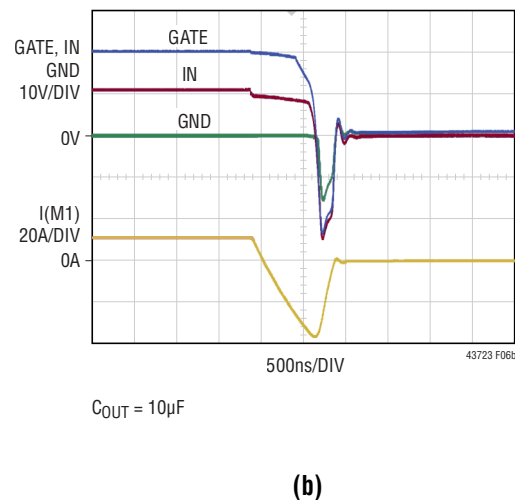 GATE, IN
GND
10V/DIV
GATE
IN
GND
0V
I(M1)
20A/DIV
0A
500ns/DIV
43723 F06b
COUT = 10µF
(b)